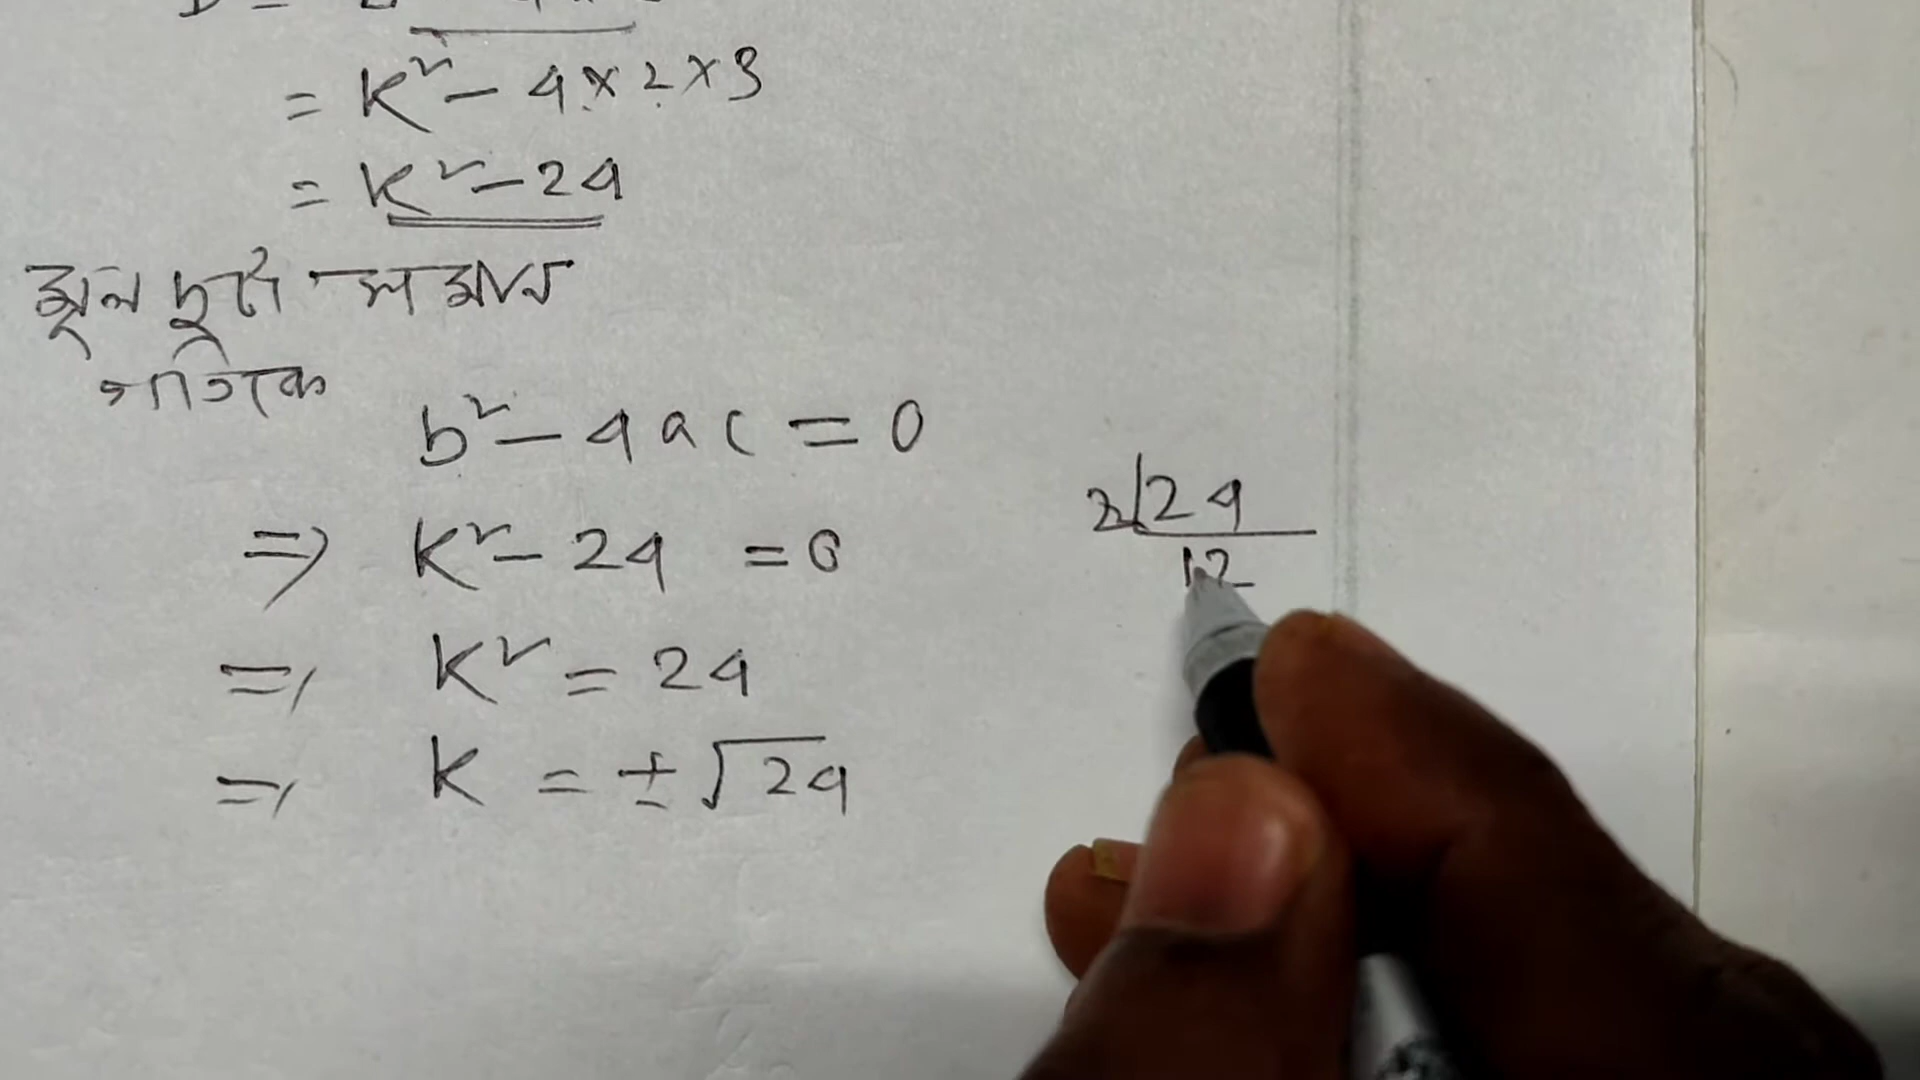 = K² - 4 × 2 × 3
= K² - 24
মূল দুটি সমান
b² - 4ac = 0
⇒ K² - 24 = 0
2 | 24
12
⇒ K² = 24
⇒ K = ± √24